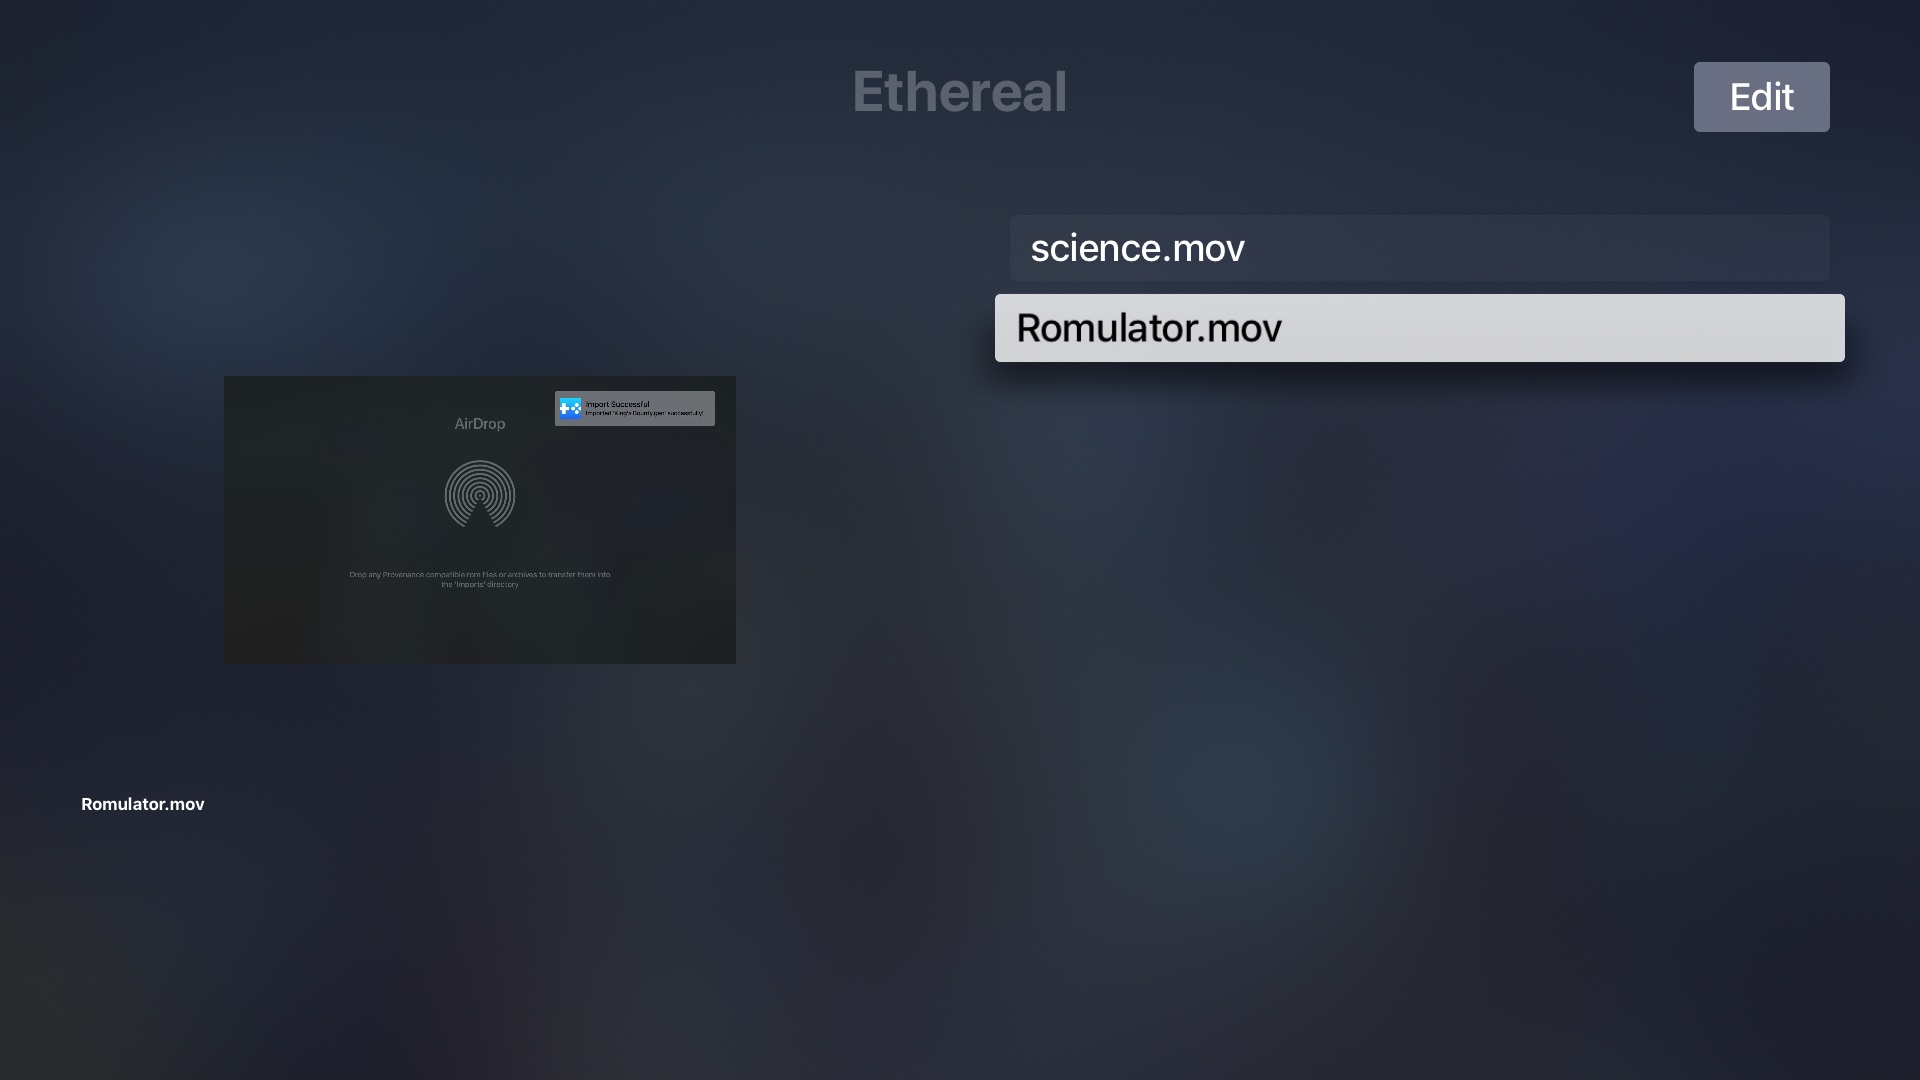 Ethereal
Edit
science.mov
Romulator.mov
Import Successful
Imported 'King's Bounty.gen' successfully!
AirDrop
Drop any Provenance compatible rom files or archives to transfer them into
the 'Imports' directory
Romulator.mov